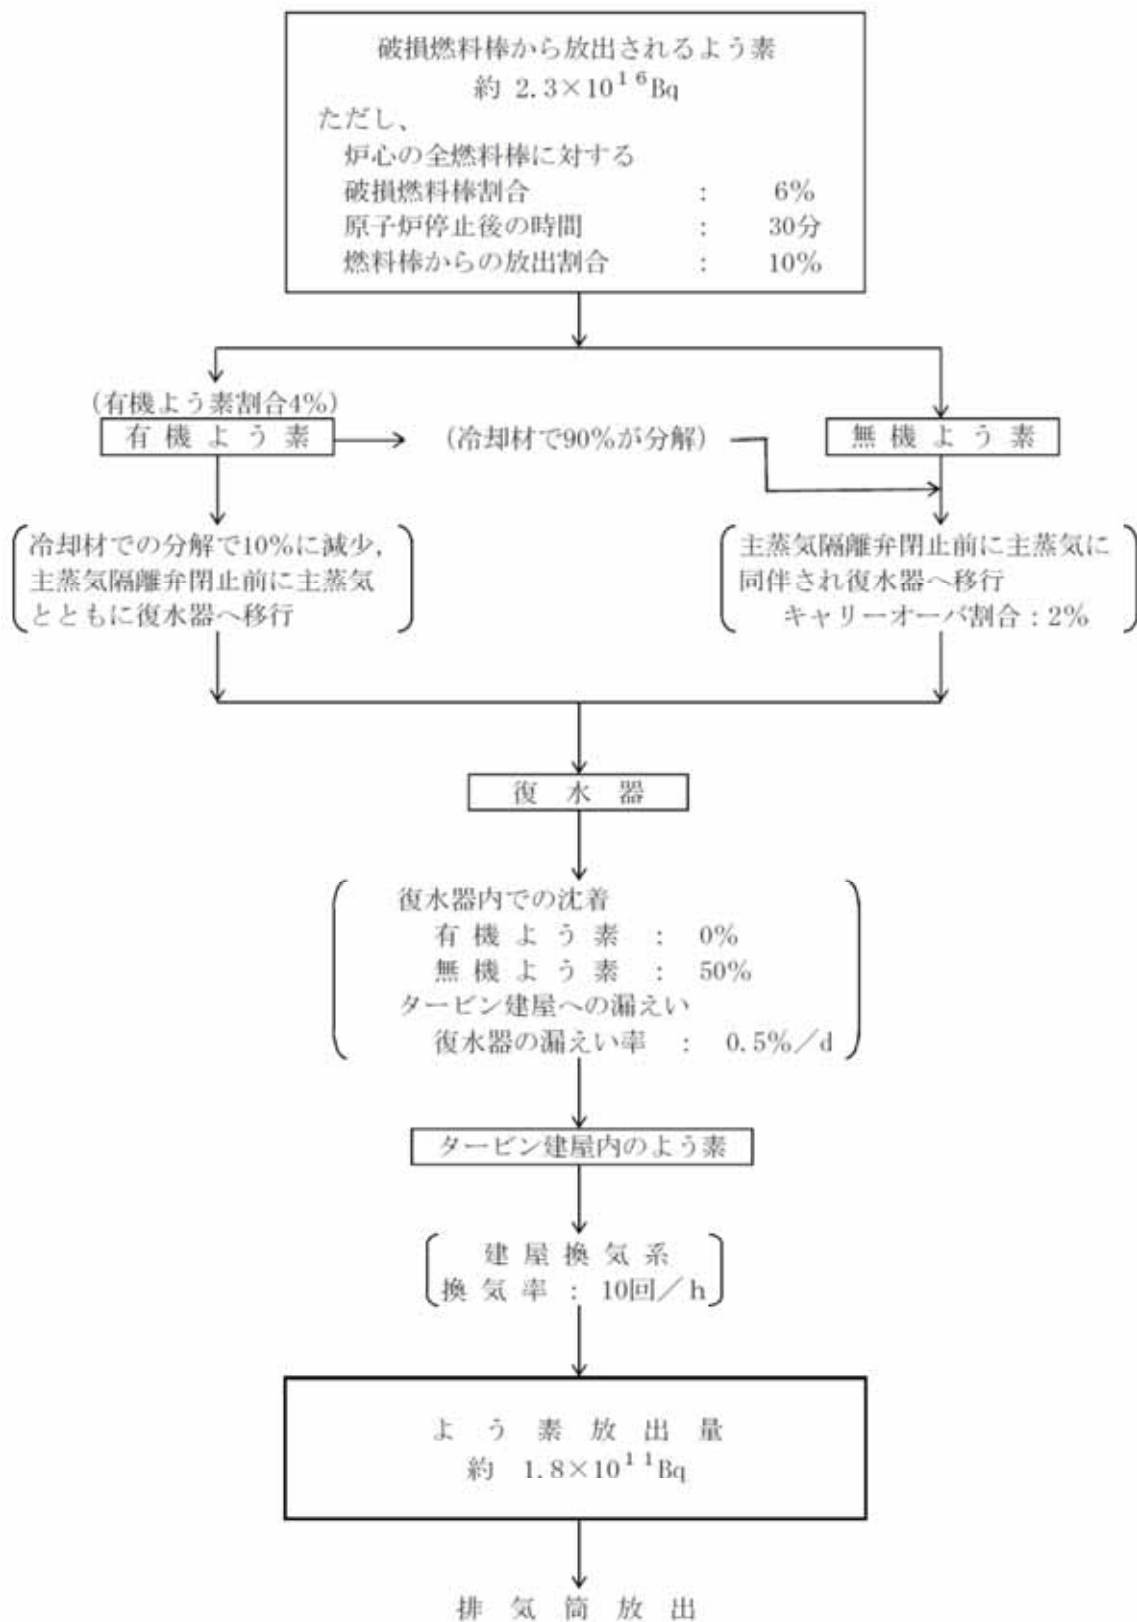 破損燃料棒から放出されるよう素
約 2.3×10¹⁶Bq
ただし、
炉心の全燃料棒に対する
破損燃料棒割合 : 6%
原子炉停止後の時間 : 30分
燃料棒からの放出割合 : 10%
(有機よう素割合4%)
有機よう素
(冷却材で90%が分解)
無機よう素
冷却材での分解で10%に減少,
主蒸気隔離弁閉止前に主蒸気
とともに復水器へ移行
主蒸気隔離弁閉止前に主蒸気に
同伴され復水器へ移行
キャリーオーバ割合:2%
復水器
復水器内での沈着
有機よう素 : 0%
無機よう素 : 50%
タービン建屋への漏えい
復水器の漏えい率 : 0.5%/d
タービン建屋内のよう素
建屋換気系
換気率 : 10回/h
よう素放出量
約 1.8×10¹¹Bq
排気筒放出